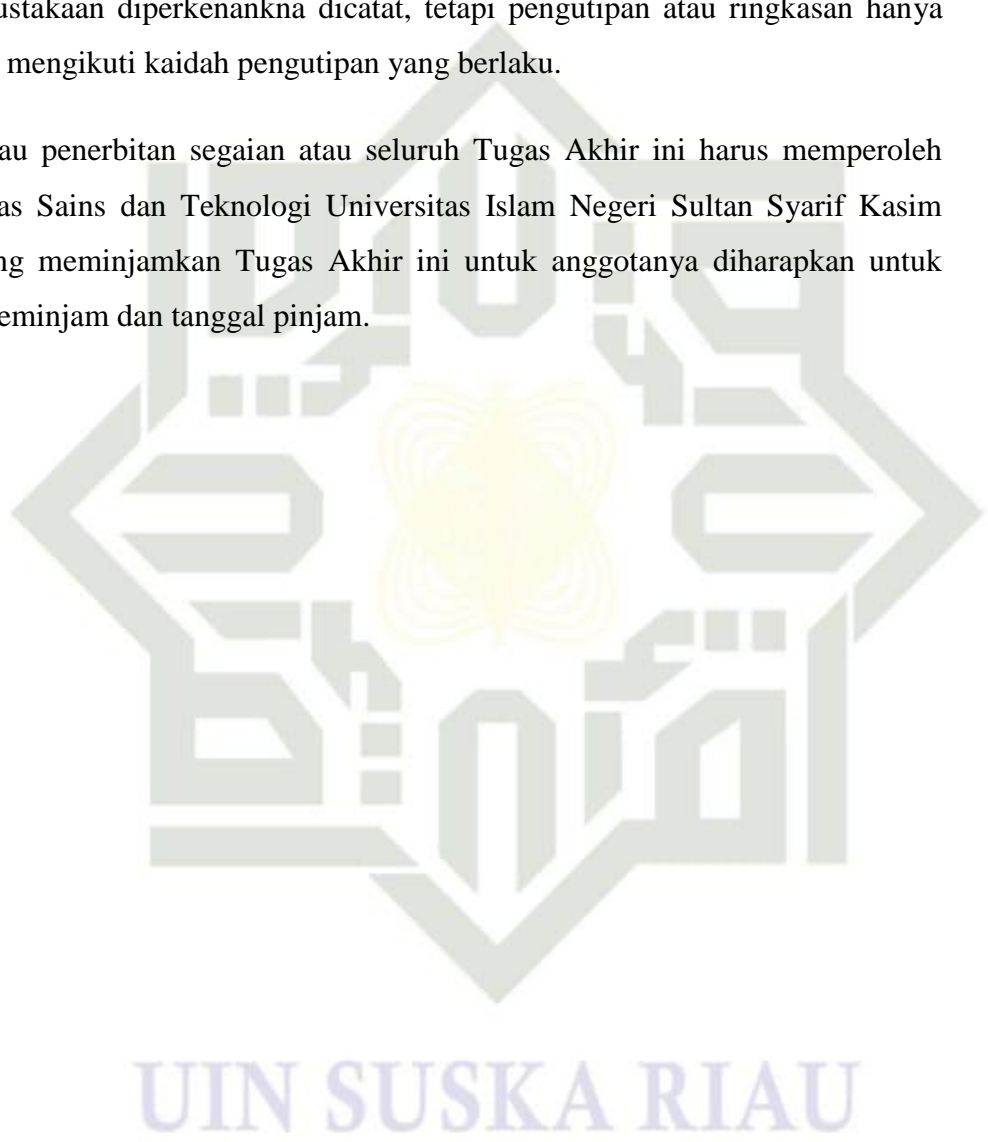 ustakaan diperkenankna dicatat, tetapi pengutipan atau ringkasan hanya
mengikuti kaidah pengutipan yang berlaku.
au penerbitan segaian atau seluruh Tugas Akhir ini harus memperoleh
as Sains dan Teknologi Universitas Islam Negeri Sultan Syarif Kasim
ng meminjamkan Tugas Akhir ini untuk anggotanya diharapkan untuk
eminjam dan tanggal pinjam.
UIN SUSKA RIAU